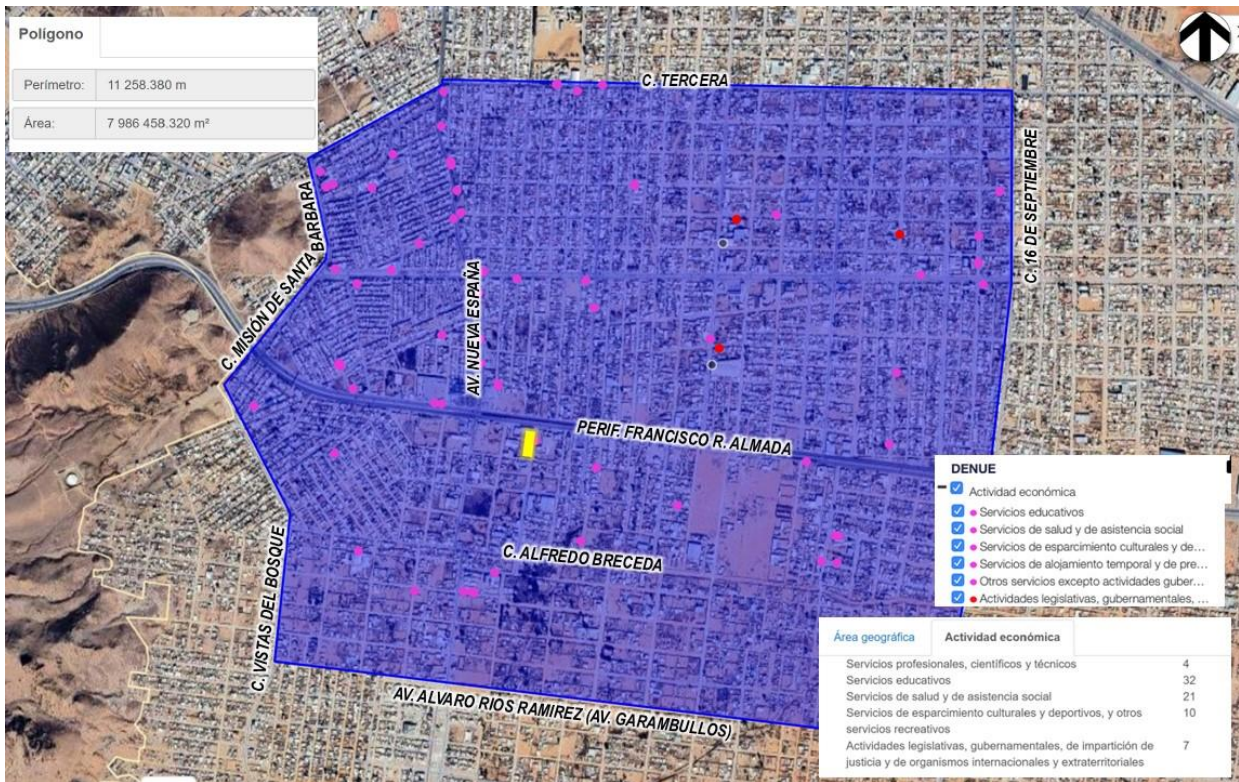 Polígono
Perímetro: 11 258.380 m
Área: 7 986 458.320 m²
C. TERCERA
C. 16 DE SEPTIEMBRE
C. MISIÓN DE SANTA BARBARA
AV. NUEVA ESPAÑA
PERIF. FRANCISCO R. ALMADA
C. ALFREDO BRECEDA
C. VISTAS DEL BOSQUE
AV. ALVARO RIOS RAMIREZ (AV. GARAMBULLOS)
DENUE
Actividad económica
Servicios educativos
Servicios de salud y de asistencia social
Servicios de esparcimiento culturales y de...
Servicios de alojamiento temporal y de pre...
Otros servicios excepto actividades guber...
Actividades legislativas, gubernamentales, ...
Área geográfica Actividad económica
Servicios profesionales, científicos y técnicos 4
Servicios educativos 32
Servicios de salud y de asistencia social 21
Servicios de esparcimiento culturales y deportivos, y otros 10
servicios recreativos
Actividades legislativas, gubernamentales, de impartición de 7
justicia y de organismos internacionales y extraterritoriales